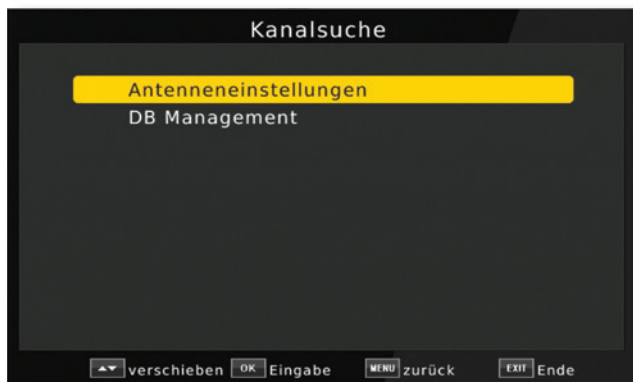 Kanalsuche
Antenneneinstellungen
DB Management
▲▼ verschieben OK Eingabe MENU zurück EXIT Ende